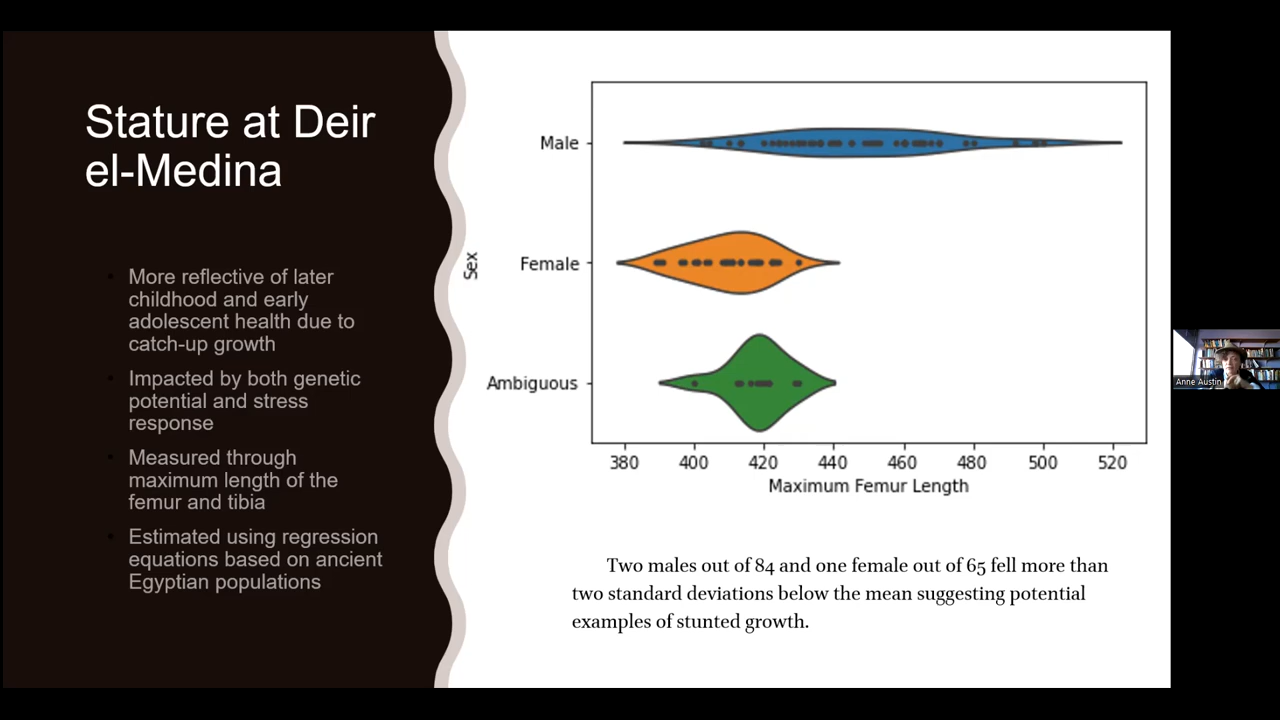 Stature at Deir
el-Medina
• More reflective of later
childhood and early
adolescent health due to
catch-up growth
• Impacted by both genetic
potential and stress
response
• Measured through
maximum length of the
femur and tibia
• Estimated using regression
equations based on ancient
Egyptian populations
Sex
Male
Female
Ambiguous
380 400 420 440 460 480 500 520
Maximum Femur Length
Two males out of 84 and one female out of 65 fell more than
two standard deviations below the mean suggesting potential
examples of stunted growth.
Anne Austin